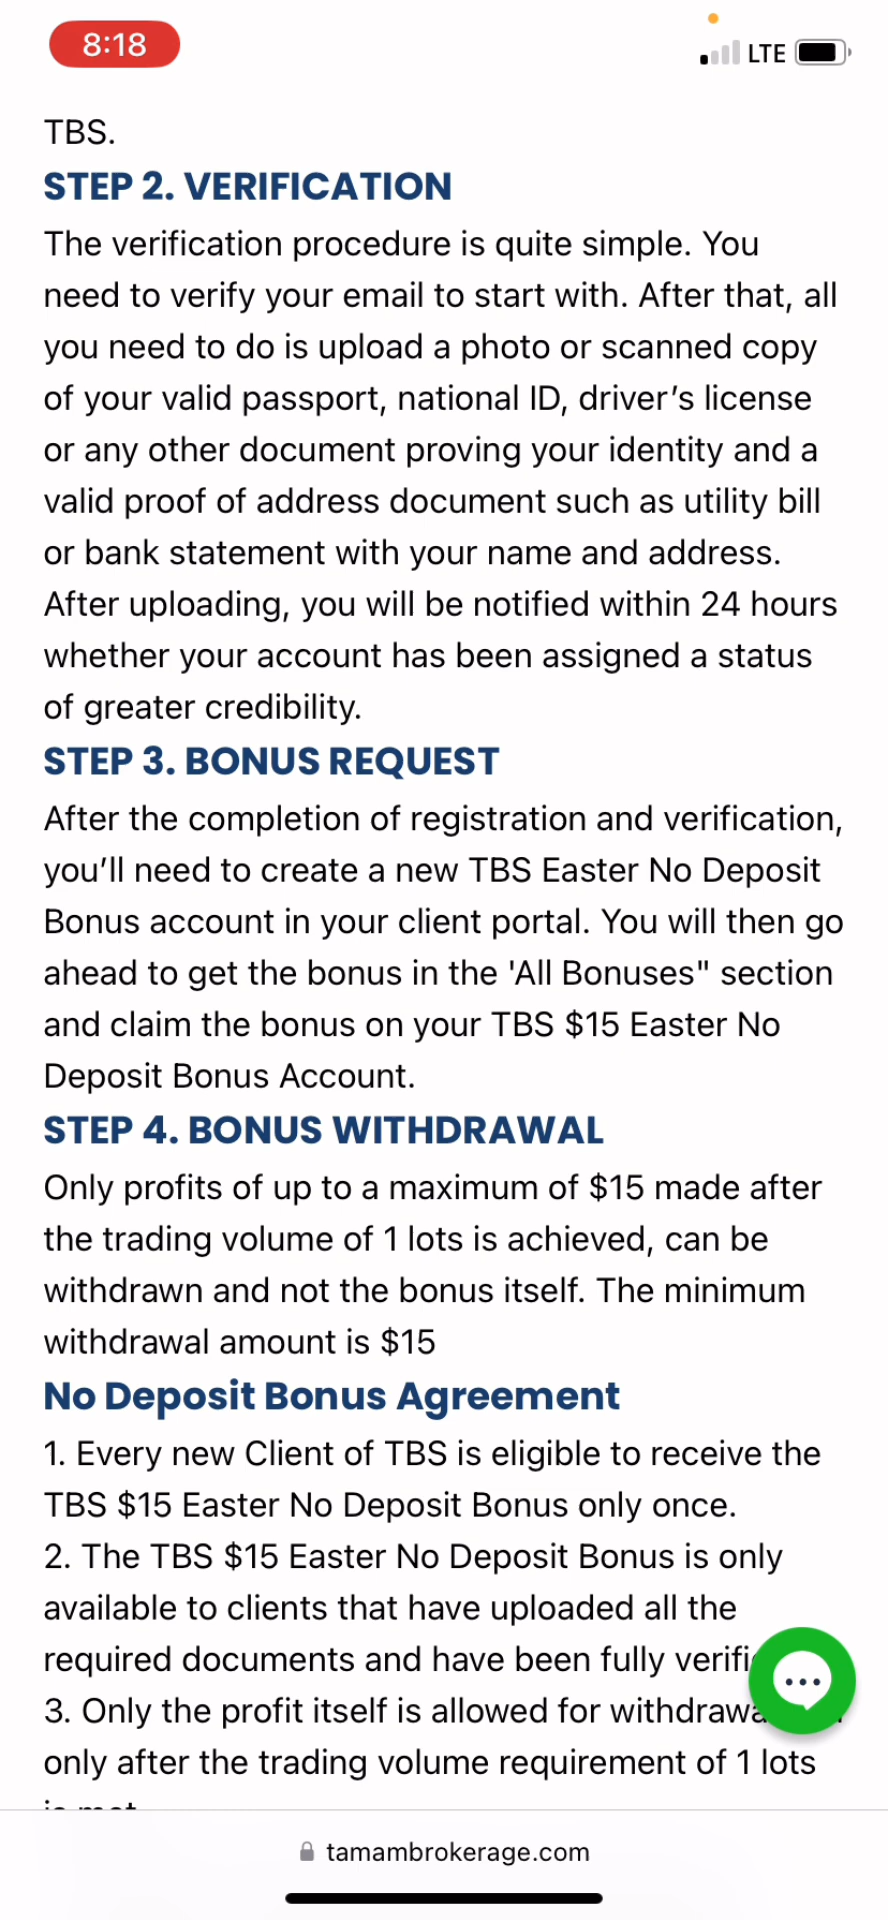 8:18
LTE
TBS.
STEP 2. VERIFICATION
The verification procedure is quite simple. You
need to verify your email to start with. After that, all
you need to do is upload a photo or scanned copy
of your valid passport, national ID, driver’s license
or any other document proving your identity and a
valid proof of address document such as utility bill
or bank statement with your name and address.
After uploading, you will be notified within 24 hours
whether your account has been assigned a status
of greater credibility.
STEP 3. BONUS REQUEST
After the completion of registration and verification,
you’ll need to create a new TBS Easter No Deposit
Bonus account in your client portal. You will then go
ahead to get the bonus in the 'All Bonuses" section
and claim the bonus on your TBS $15 Easter No
Deposit Bonus Account.
STEP 4. BONUS WITHDRAWAL
Only profits of up to a maximum of $15 made after
the trading volume of 1 lots is achieved, can be
withdrawn and not the bonus itself. The minimum
withdrawal amount is $15
No Deposit Bonus Agreement
1. Every new Client of TBS is eligible to receive the
TBS $15 Easter No Deposit Bonus only once.
2. The TBS $15 Easter No Deposit Bonus is only
available to clients that have uploaded all the
required documents and have been fully
3. Only the profit itself is allowed for
only after the trading volume requirement of 1 lots
tamambrokerage.com